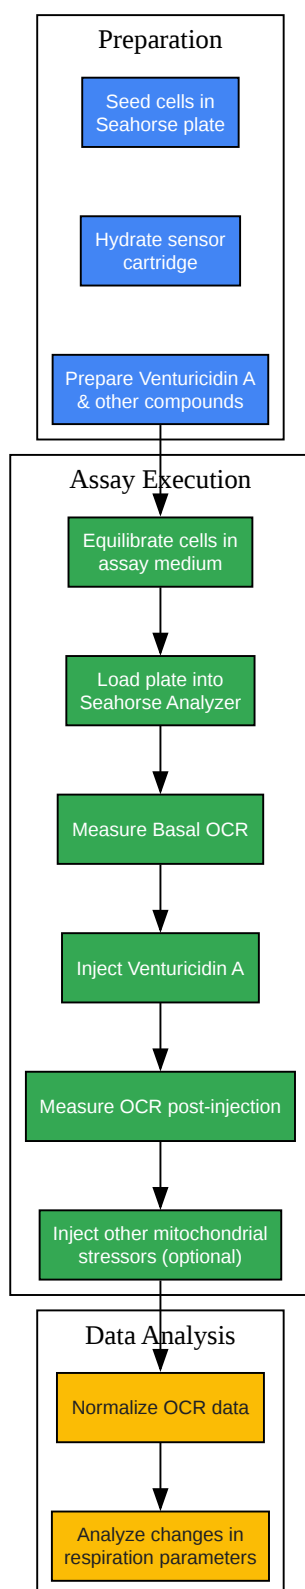 Preparation
Seed cells in
Seahorse plate
Hydrate sensor
cartridge
Prepare Venturicidin A
& other compounds
Assay Execution
Equilibrate cells in
assay medium
Load plate into
Seahorse Analyzer
Measure Basal OCR
Inject Venturicidin A
Measure OCR post-injection
Inject other mitochondrial
stressors (optional)
Data Analysis
Normalize OCR data
Analyze changes in
respiration parameters